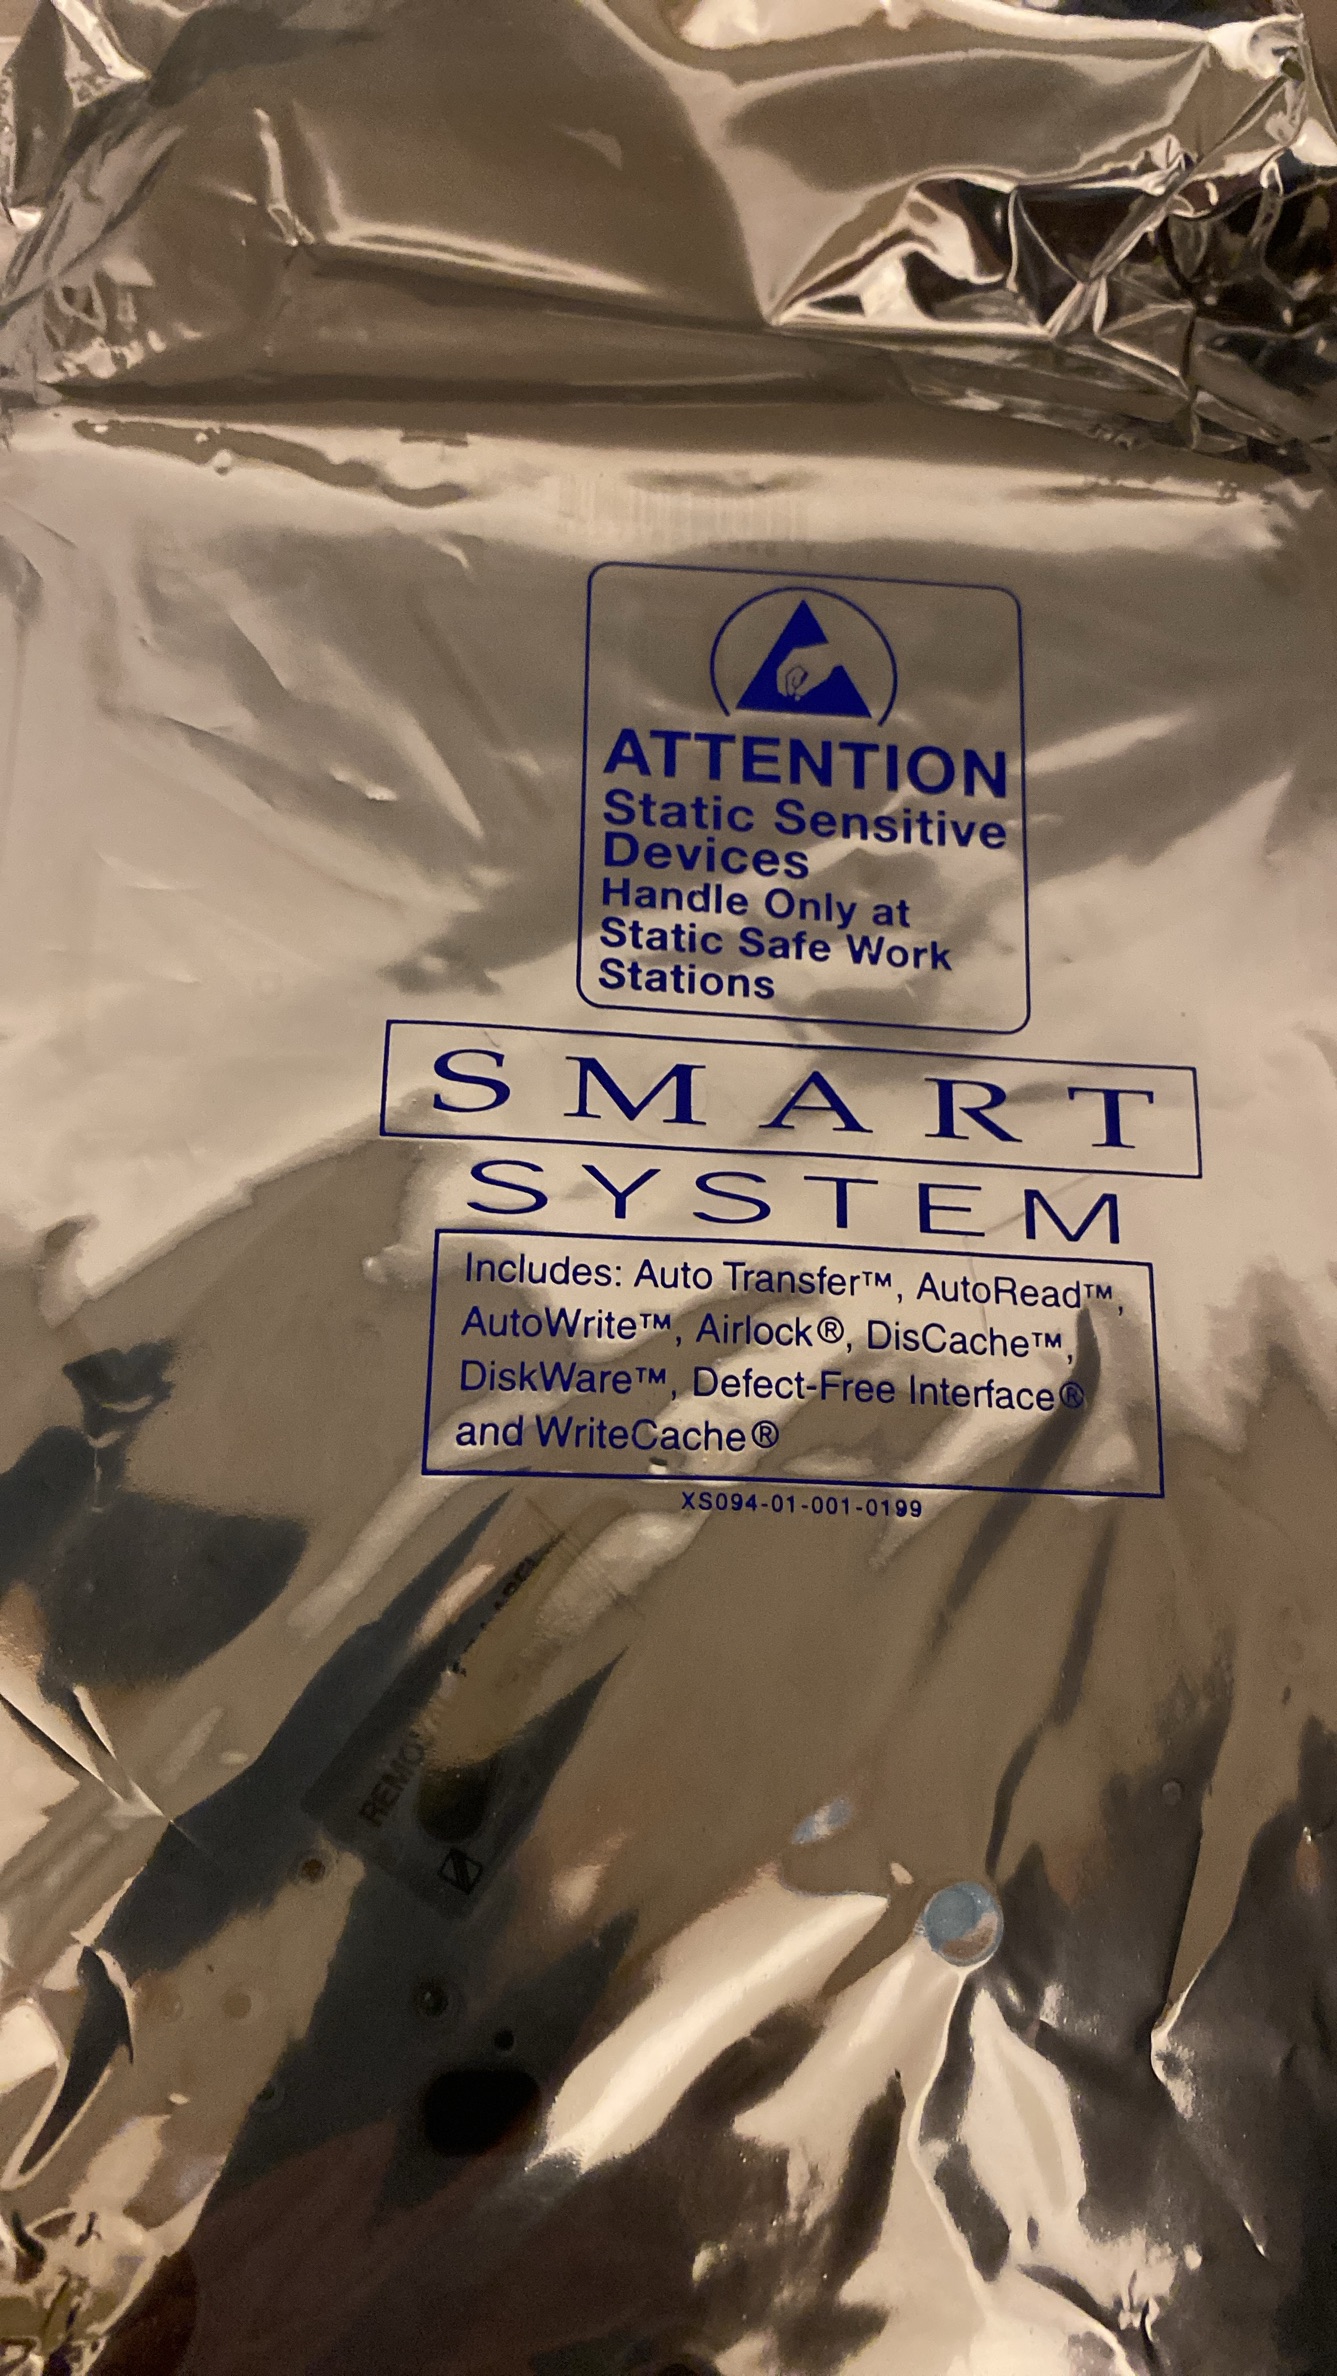 ATTENTION
Static Sensitive
Devices
Handle Only at
Static Safe Work
Stations
SMART
SYSTEM
Includes: Auto Transfer™, AutoRead™,
AutoWrite™, Airlock®, DisCache™,
DiskWare™, Defect-Free Interface®
and WriteCache®
XS094-01-001-0199